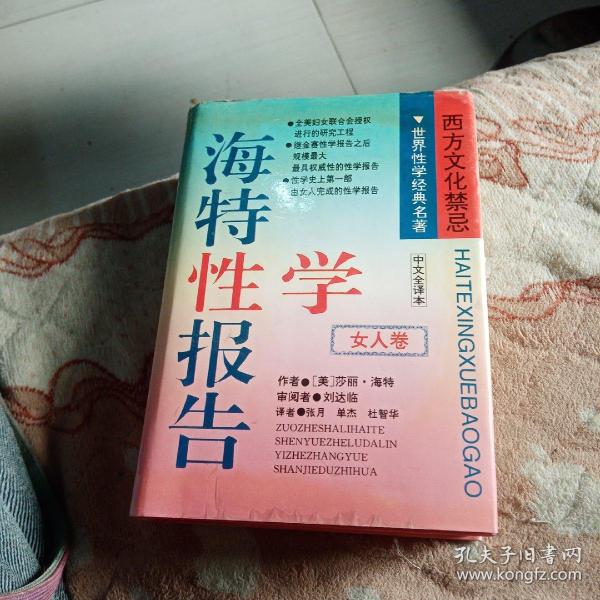 海特性学报告
●全美妇女联合会授权
进行的研究工程
●继金赛性学报告之后
规模最大
最具权威性的性学报告
●性学史上第一部
由女人完成的性学报告
▼世界性学经典名著
西方文化禁忌
HAITEXINGXUEBAOGAO
中文全译本
女人卷
作者●[美]莎丽·海特
审阅者●刘达临
译者●张月 单杰 杜智华
ZUOZHESHALIHAITE
SHENYUEZHELUDALIN
YIZHEZHANGYUE
SHANJIEDUZHIHUA
孔夫子旧书网
www.kongfz.com